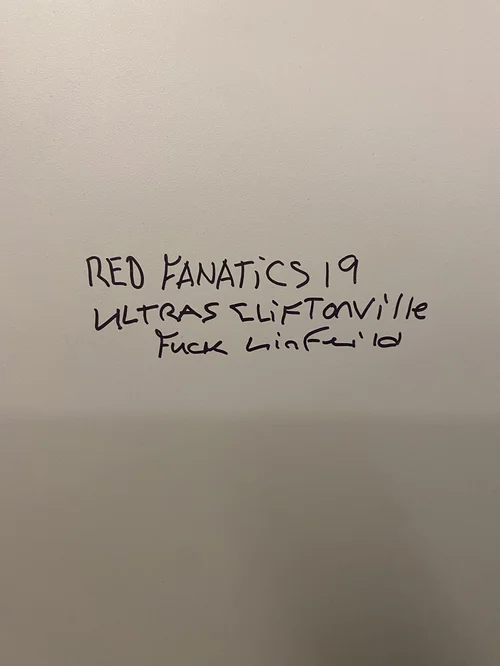 RED FANATiCS 19
ULTRAS CLiFTONVille
Fuck Linfeild